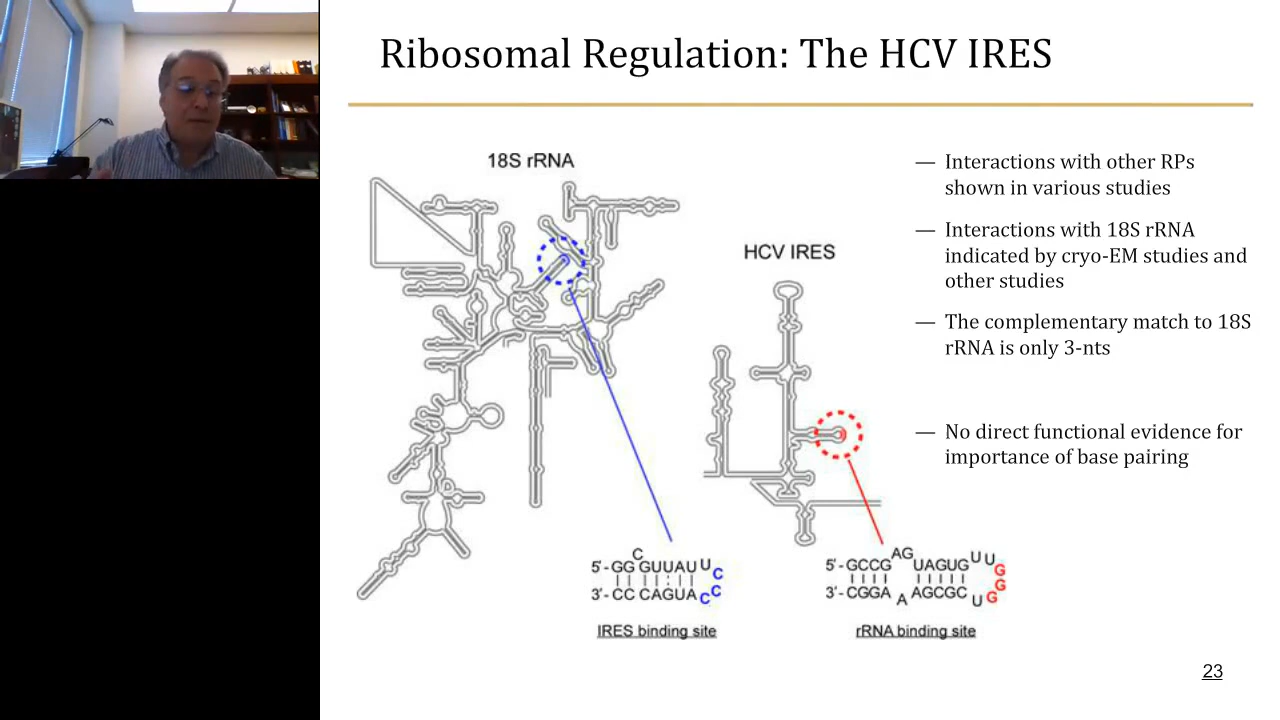 Ribosomal Regulation: The HCV IRES
18S rRNA
HCV IRES
— Interactions with other RPs
shown in various studies
— Interactions with 18S rRNA
indicated by cryo-EM studies and
other studies
— The complementary match to 18S
rRNA is only 3-nts
— No direct functional evidence for
importance of base pairing
C
5'-GG GUUAU U C
C
3'-CC CAGUA C C
IRES binding site
AG
5'-GCCG UAGUG U U G
G
3'-CGGA A AGCGC U G
rRNA binding site
23